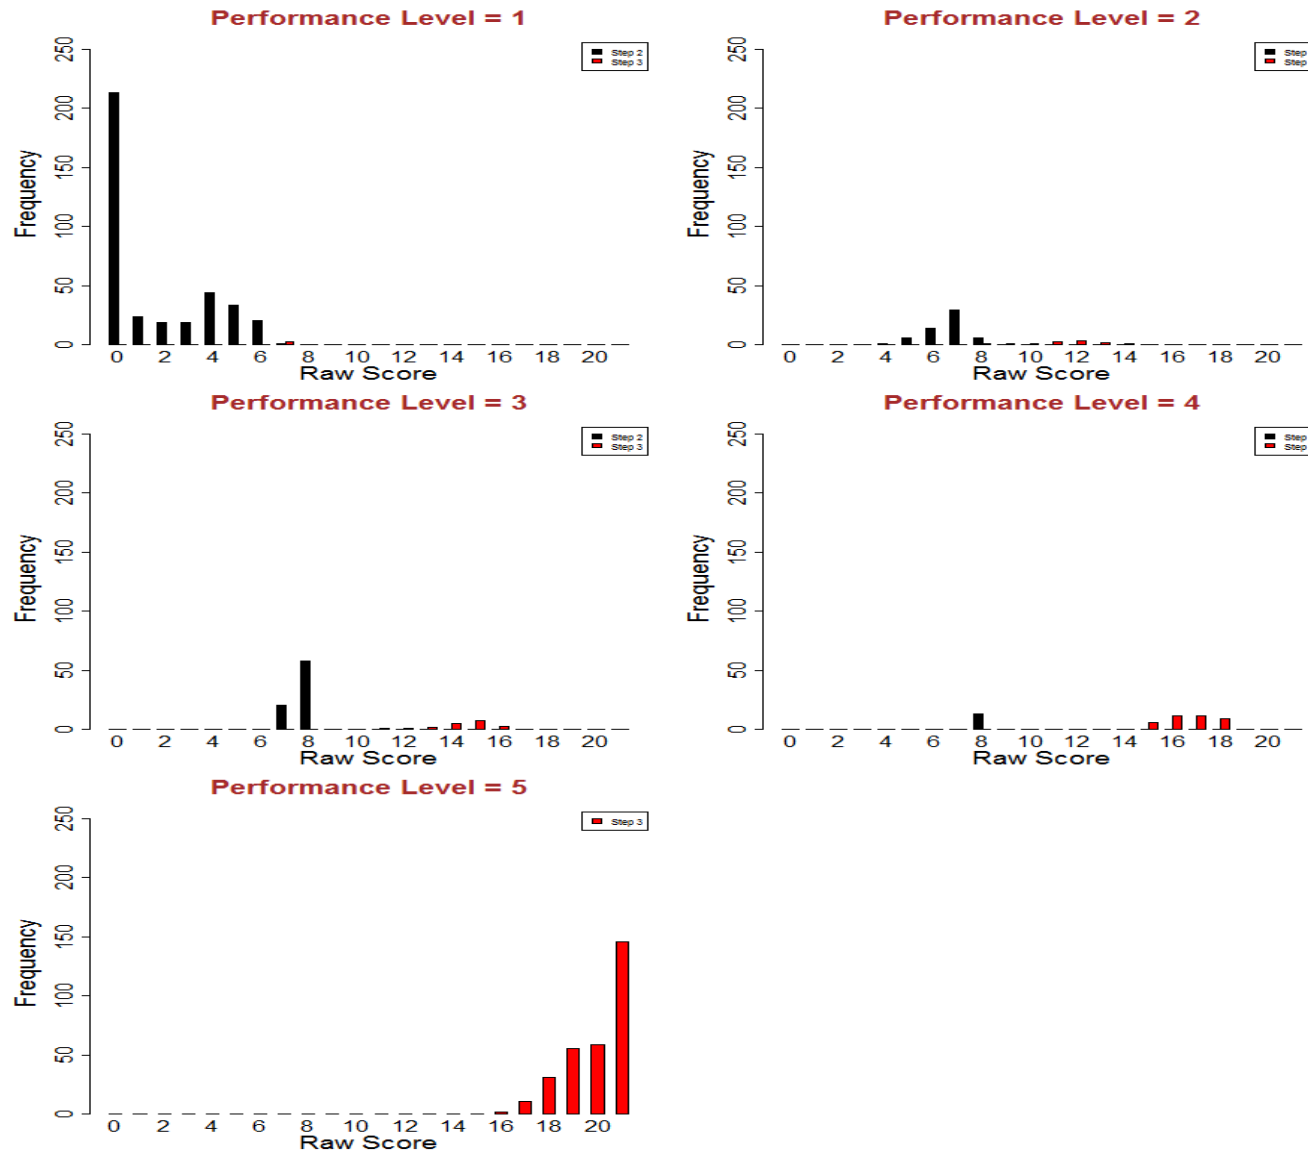 Performance Level = 1
Frequency
0 50 100 150 200 250
Step 2
Step 3
0 2 4 6 8 10 12 14 16 18 20
Raw Score
Performance Level = 2
Frequency
0 50 100 150 200 250
Step
Step
0 2 4 6 8 10 12 14 16 18 20
Raw Score
Performance Level = 3
Frequency
0 50 100 150 200 250
Step 2
Step 3
0 2 4 6 8 10 12 14 16 18 20
Raw Score
Performance Level = 4
Frequency
0 50 100 150 200 250
Step
Step
0 2 4 6 8 10 12 14 16 18 20
Raw Score
Performance Level = 5
Frequency
0 50 100 150 200 250
Step 3
0 2 4 6 8 10 12 14 16 18 20
Raw Score